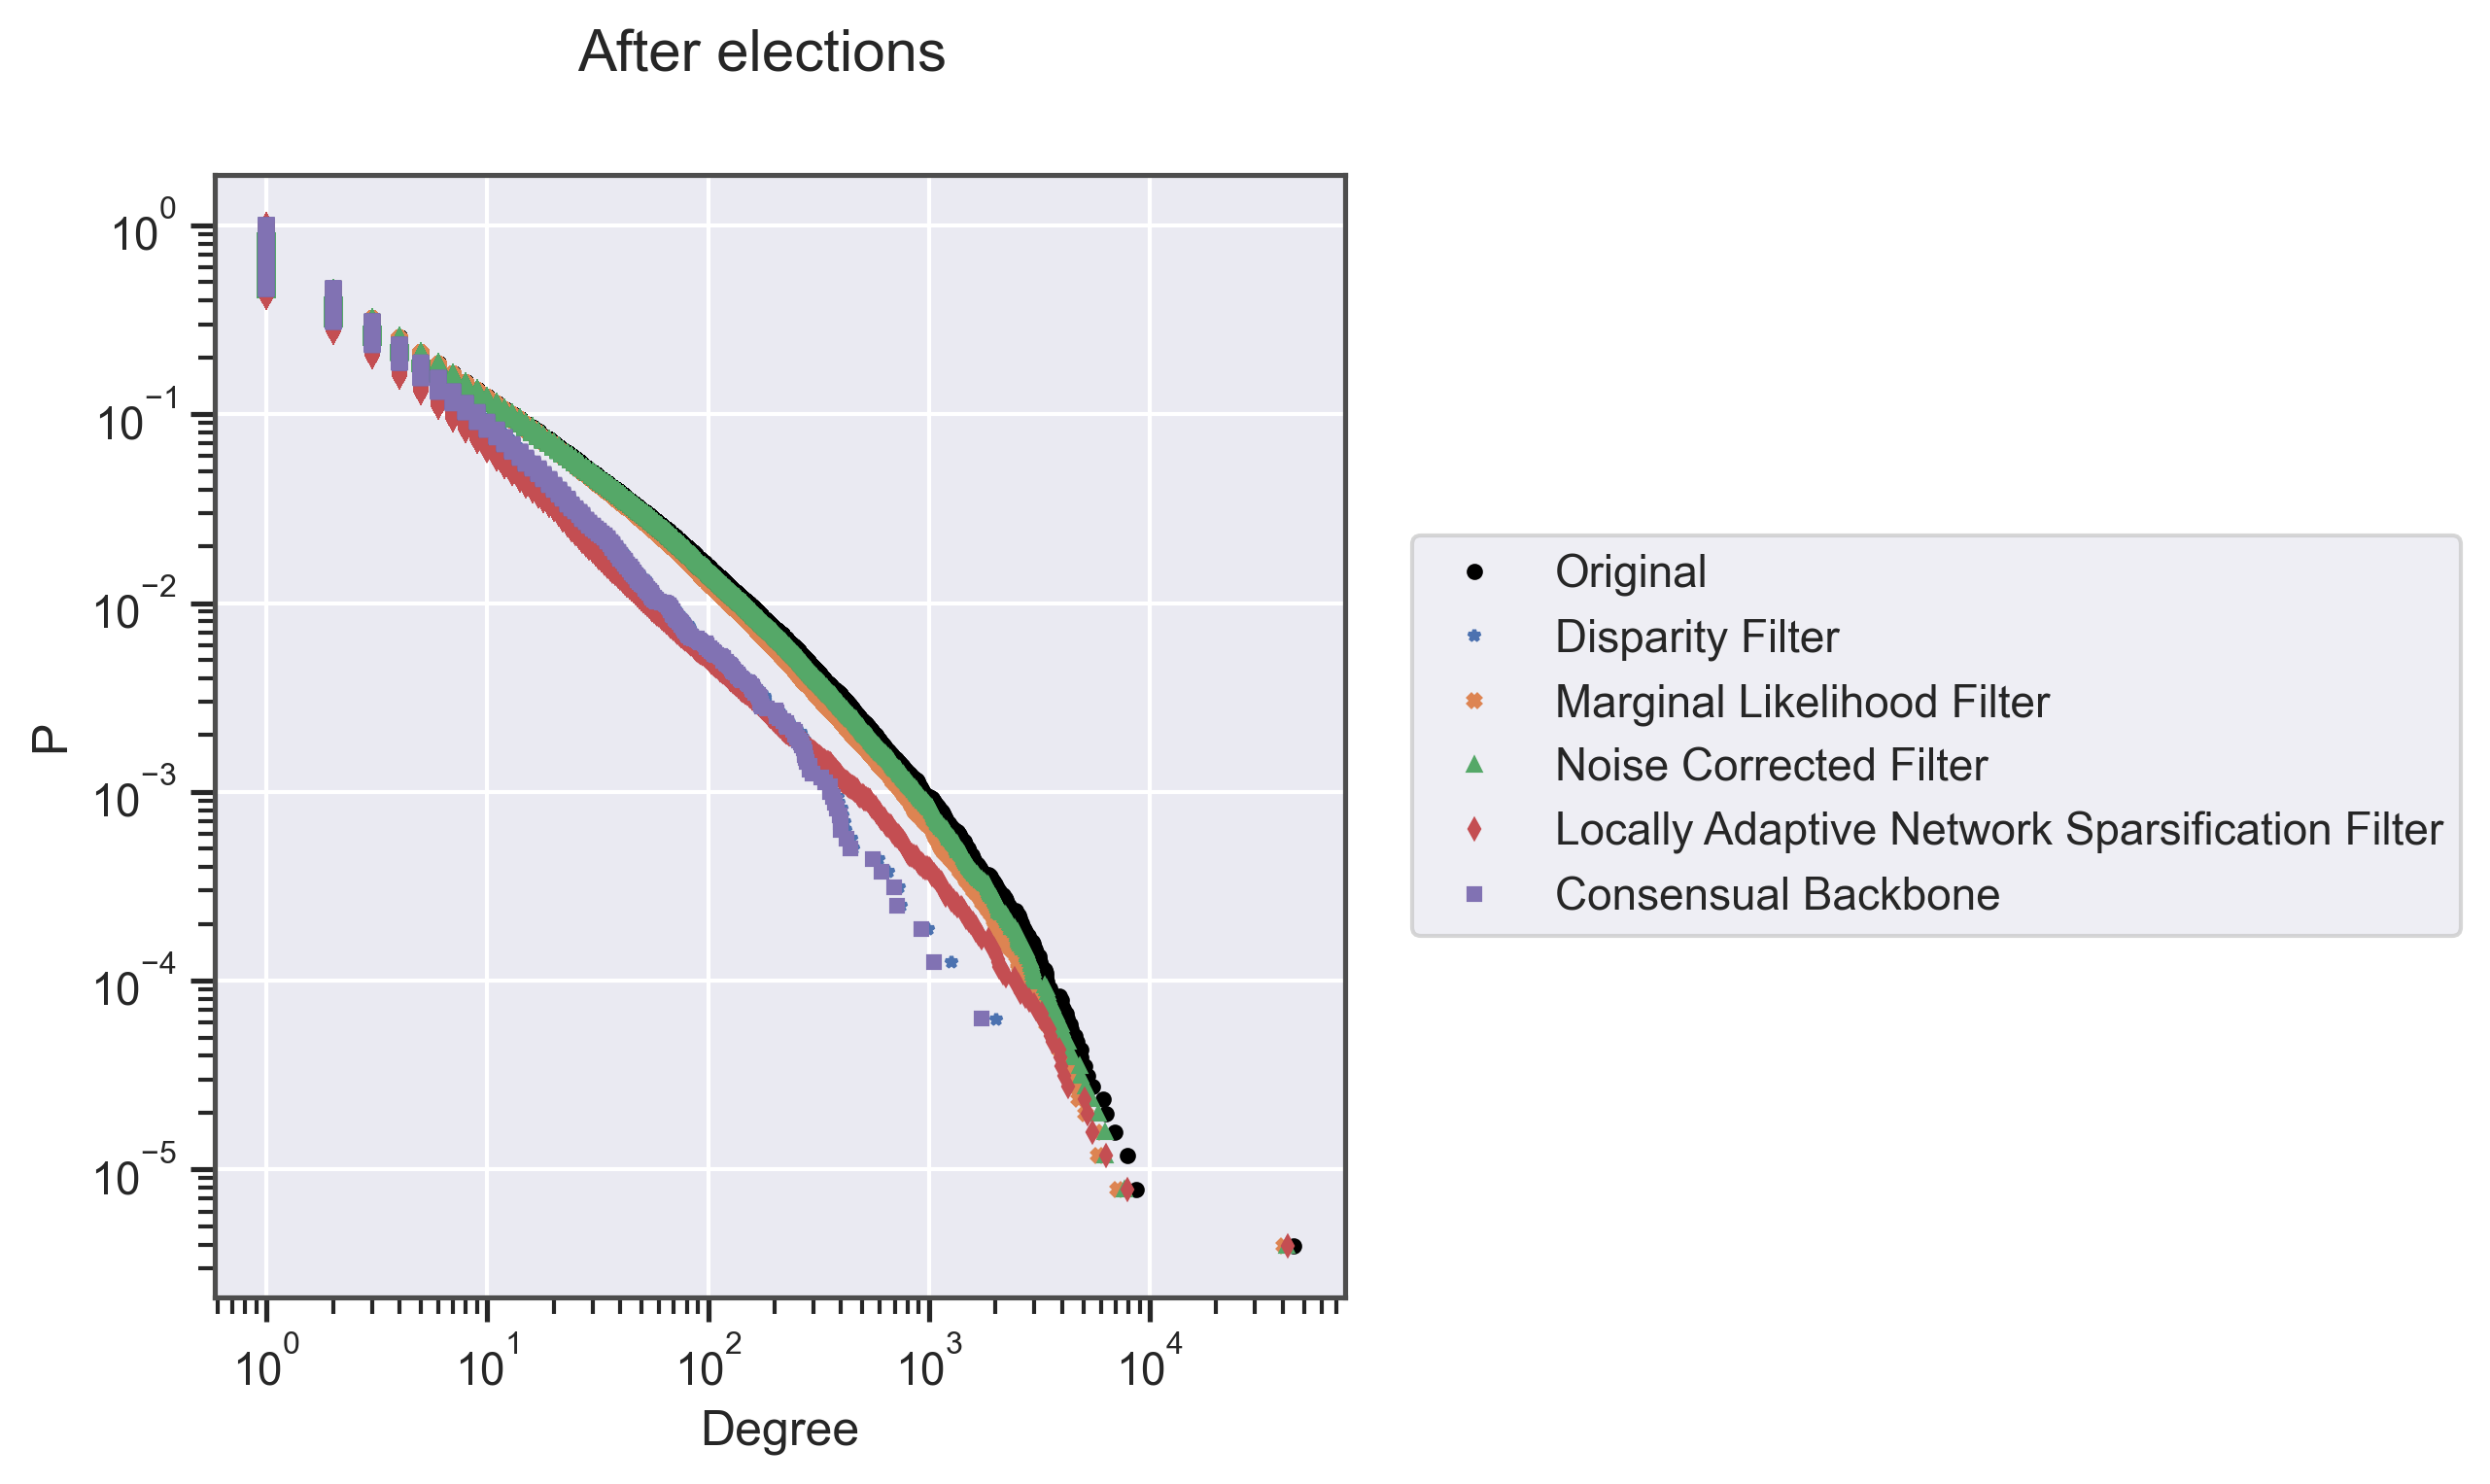 After elections
P
10^0
10^−1
10^−2
10^−3
10^−4
10^−5
10^0 10^1 10^2 10^3 10^4
Degree
Original
Disparity Filter
Marginal Likelihood Filter
Noise Corrected Filter
Locally Adaptive Network Sparsification Filter
Consensual Backbone